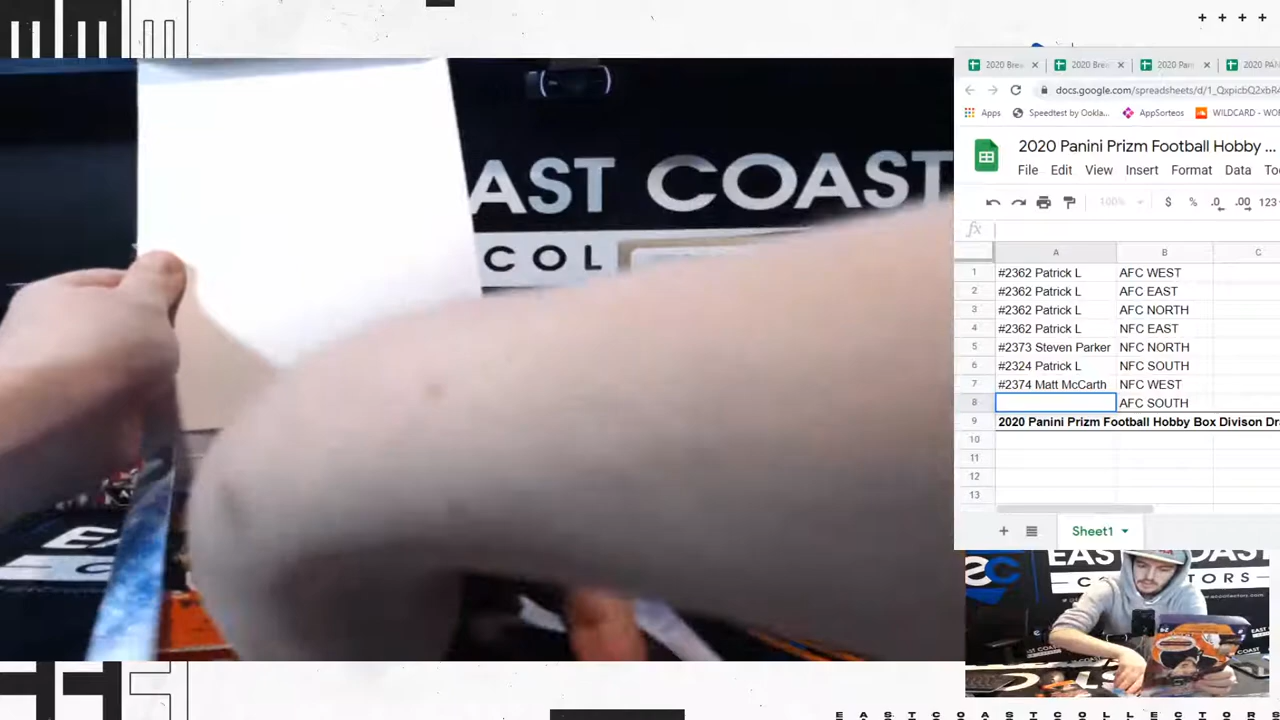 AST COAST
COL
EA
C
2020 Bre
2020 Bre
2020 Pan
2020 PAN
docs.google.com/spreadsheets/d/1_QxpicbQ2xbR4
Apps
Speedtest by Ookla...
AppSorteos
WILDCARD - WO
2020 Panini Prizm Football Hobby ...
File Edit View Insert Format Data To
100%
$ % .0 .00 123
fx
A B C
1 #2362 Patrick L AFC WEST
2 #2362 Patrick L AFC EAST
3 #2362 Patrick L AFC NORTH
4 #2362 Patrick L NFC EAST
5 #2373 Steven Parker NFC NORTH
6 #2324 Patrick L NFC SOUTH
7 #2374 Matt McCarth NFC WEST
8 AFC SOUTH
9 2020 Panini Prizm Football Hobby Box Divison Dr
10
11
12
13
Sheet1
EAS COAST
ec
C TORS
EASTCOASTCOLLECTORS